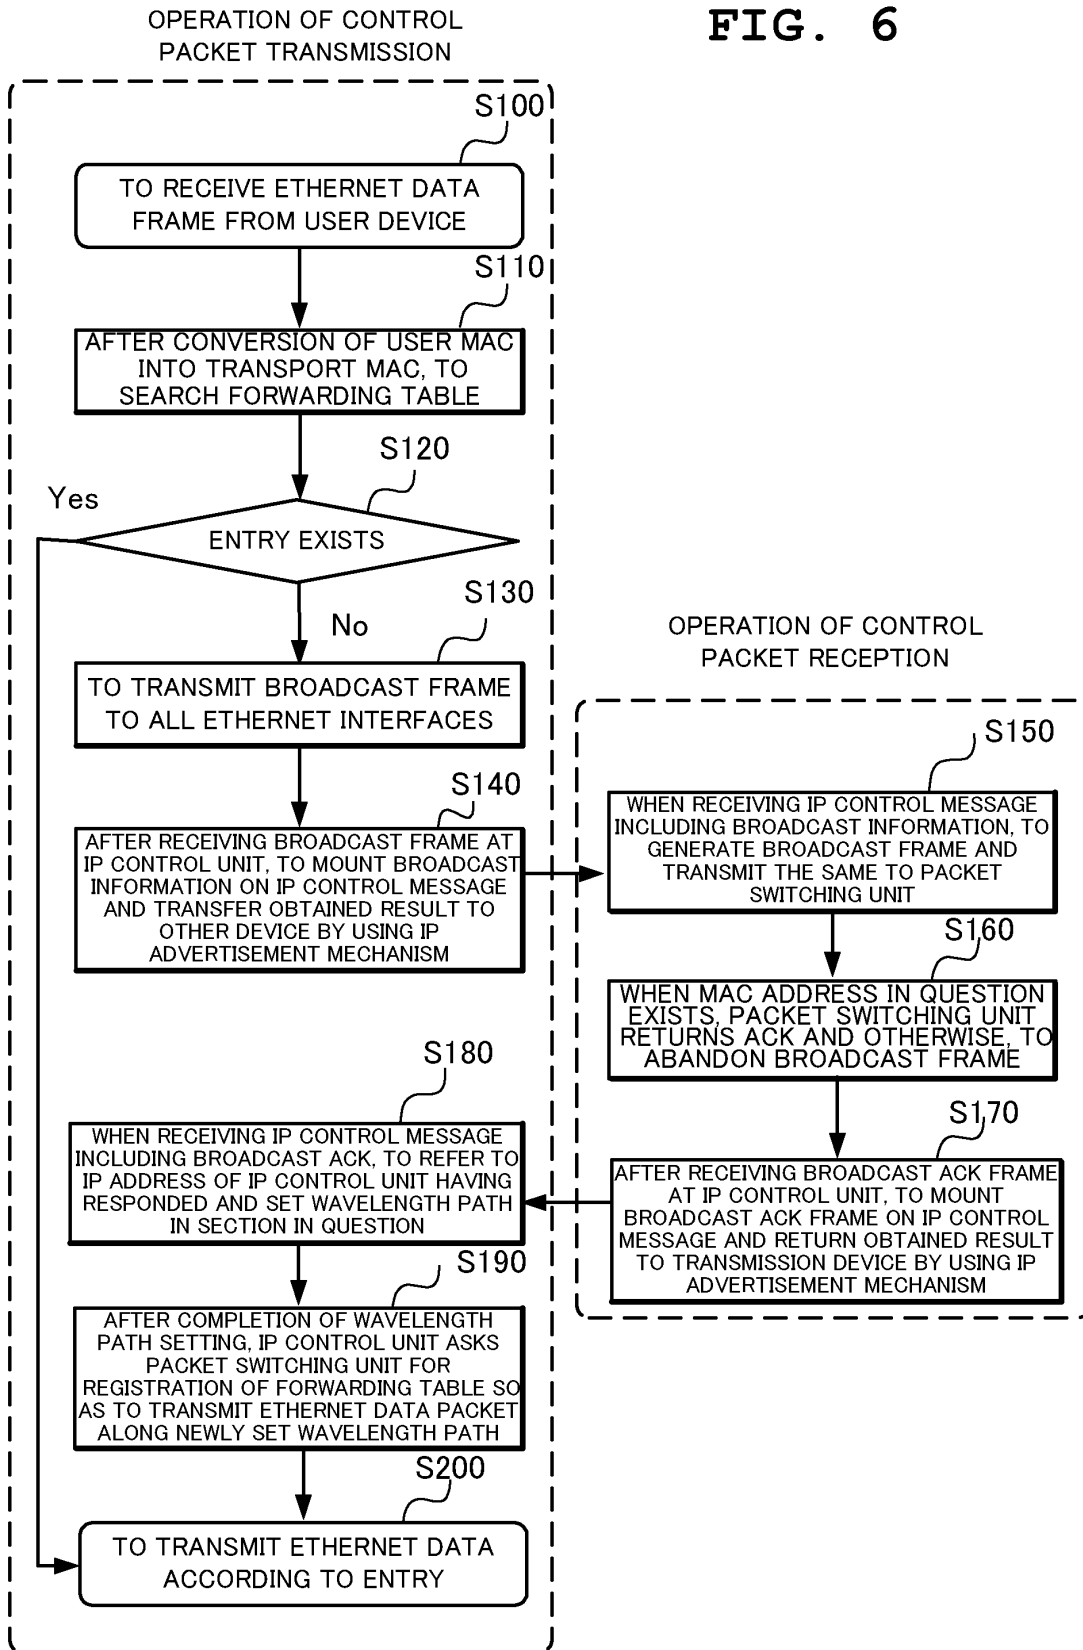 OPERATION OF CONTROL
PACKET TRANSMISSION
FIG. 6
S100
TO RECEIVE ETHERNET DATA
FRAME FROM USER DEVICE
S110
AFTER CONVERSION OF USER MAC
INTO TRANSPORT MAC, TO
SEARCH FORWARDING TABLE
S120
Yes
ENTRY EXISTS
No
S130
TO TRANSMIT BROADCAST FRAME
TO ALL ETHERNET INTERFACES
S140
AFTER RECEIVING BROADCAST FRAME AT
IP CONTROL UNIT, TO MOUNT BROADCAST
INFORMATION ON IP CONTROL MESSAGE
AND TRANSFER OBTAINED RESULT TO
OTHER DEVICE BY USING IP
ADVERTISEMENT MECHANISM
OPERATION OF CONTROL
PACKET RECEPTION
S150
WHEN RECEIVING IP CONTROL MESSAGE
INCLUDING BROADCAST INFORMATION, TO
GENERATE BROADCAST FRAME AND
TRANSMIT THE SAME TO PACKET
SWITCHING UNIT
S160
WHEN MAC ADDRESS IN QUESTION
EXISTS, PACKET SWITCHING UNIT
RETURNS ACK AND OTHERWISE, TO
ABANDON BROADCAST FRAME
S170
AFTER RECEIVING BROADCAST ACK FRAME
AT IP CONTROL UNIT, TO MOUNT
BROADCAST ACK FRAME ON IP CONTROL
MESSAGE AND RETURN OBTAINED RESULT
TO TRANSMISSION DEVICE BY USING IP
ADVERTISEMENT MECHANISM
S180
WHEN RECEIVING IP CONTROL MESSAGE
INCLUDING BROADCAST ACK, TO REFER TO
IP ADDRESS OF IP CONTROL UNIT HAVING
RESPONDED AND SET WAVELENGTH PATH
IN SECTION IN QUESTION
S190
AFTER COMPLETION OF WAVELENGTH
PATH SETTING, IP CONTROL UNIT ASKS
PACKET SWITCHING UNIT FOR
REGISTRATION OF FORWARDING TABLE SO
AS TO TRANSMIT ETHERNET DATA PACKET
ALONG NEWLY SET WAVELENGTH PATH
S200
TO TRANSMIT ETHERNET DATA
ACCORDING TO ENTRY